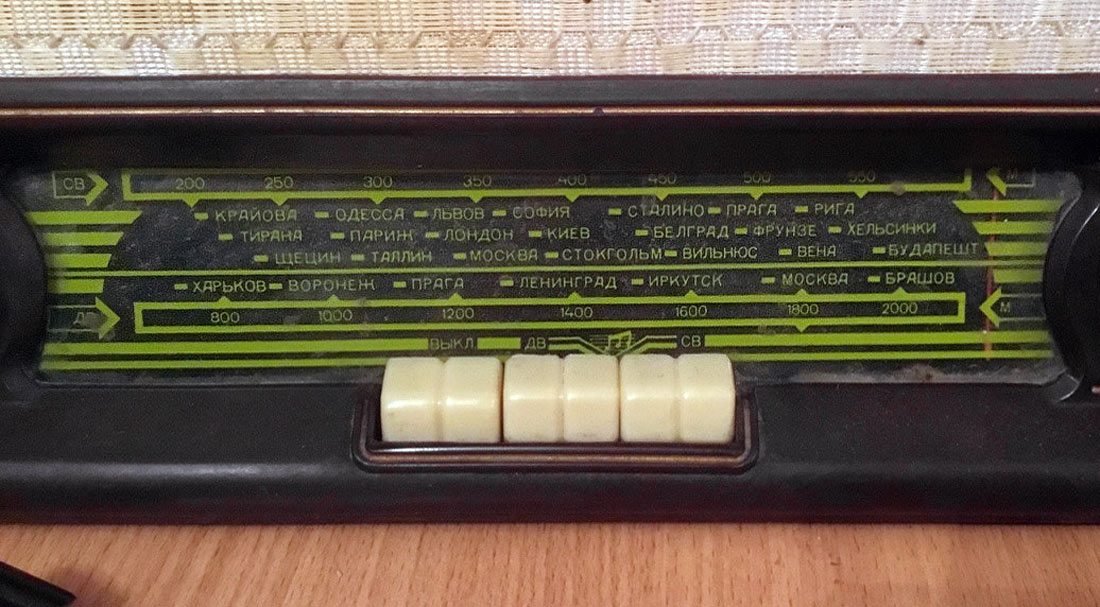 СВ 200 250 300 350 400 450 500 550 М
КРАЙОВА ОДЕССА ЛЬВОВ СОФИЯ СТАЛИНО ПРАГА РИГА
ТИРАНА ПАРИЖ ЛОНДОН КИЕВ БЕЛГРАД ФРУНЗЕ ХЕЛЬСИНКИ
ЩЕЦИН ТАЛЛИН МОСКВА СТОКГОЛЬМ ВИЛЬНЮС ВЕНА БУДАПЕШТ
ХАРЬКОВ ВОРОНЕЖ ПРАГА ЛЕНИНГРАД ИРКУТСК МОСКВА БРАШОВ
ДВ 800 1000 1200 1400 1600 1800 2000 М
ВЫКЛ ДВ СВ